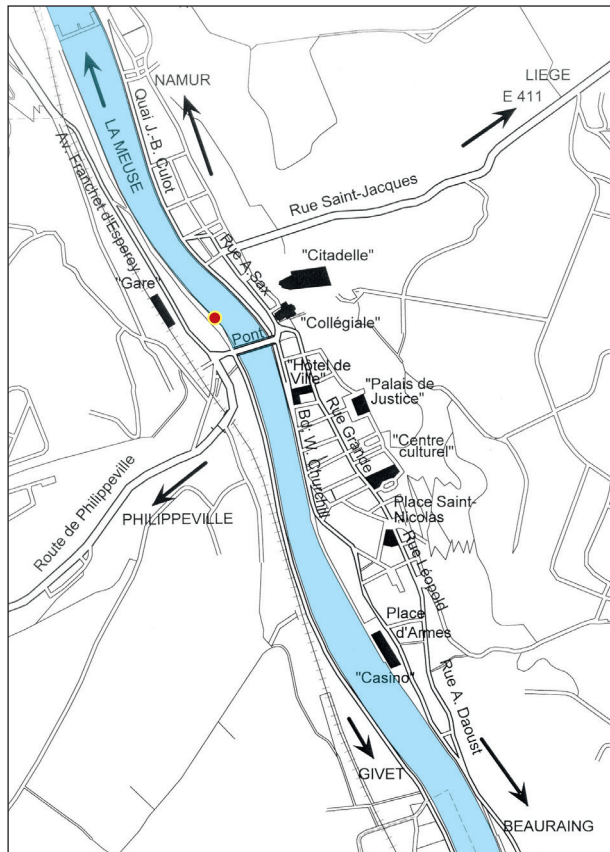 LIEGE
E 411
NAMUR
Quai J.-B. Culot
LA MEUSE
Av. Franchet d'Esperey
Rue Saint-Jacques
Rue A. Sax
"Citadelle"
"Gare"
"Collégiale"
Pont
"Hôtel de
Ville"
"Palais de
Justice"
Rue Grande
Bd. W. Churchill
"Centre
culturel"
Place Saint-
Nicolas
PHILIPPEVILLE
Route de Philippeville
Rue Léopold
Place
d'Armes
"Casino"
Rue A. Daoust
GIVET
BEAURAING